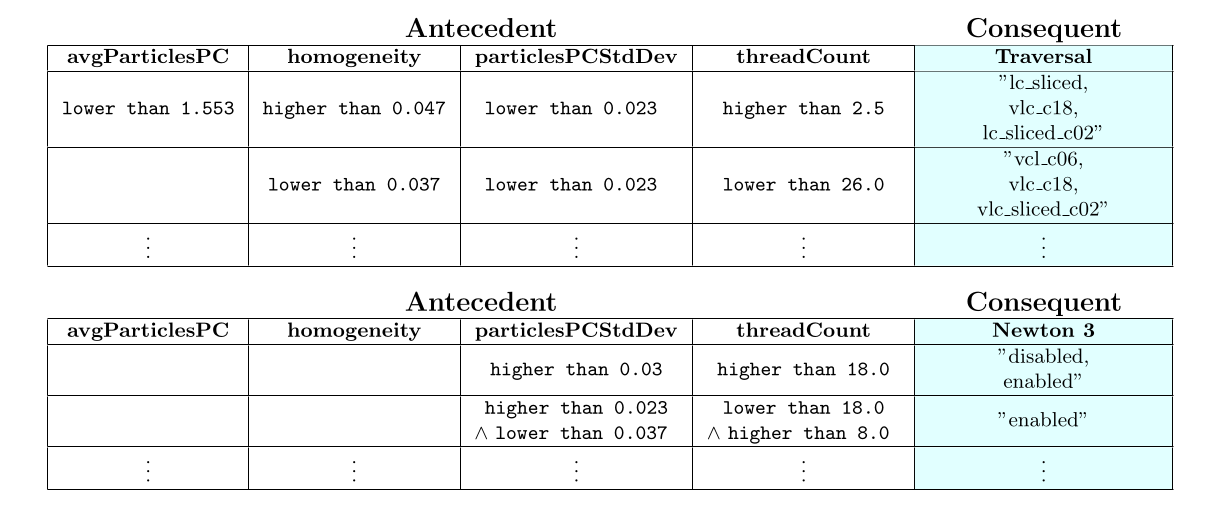 Antecedent Consequent
avgParticlesPC homogeneity particlesPCStdDev threadCount Traversal
lower than 1.553 higher than 0.047 lower than 0.023 higher than 2.5 ”lc_sliced,
vlc_c18,
lc_sliced_c02”
lower than 0.037 lower than 0.023 lower than 26.0 ”vcl_c06,
vlc_c18,
vlc_sliced_c02”
⋮ ⋮ ⋮ ⋮ ⋮
Antecedent Consequent
avgParticlesPC homogeneity particlesPCStdDev threadCount Newton 3
higher than 0.03 higher than 18.0 ”disabled,
enabled”
higher than 0.023 lower than 18.0 ”enabled”
∧ lower than 0.037 ∧ higher than 8.0
⋮ ⋮ ⋮ ⋮ ⋮